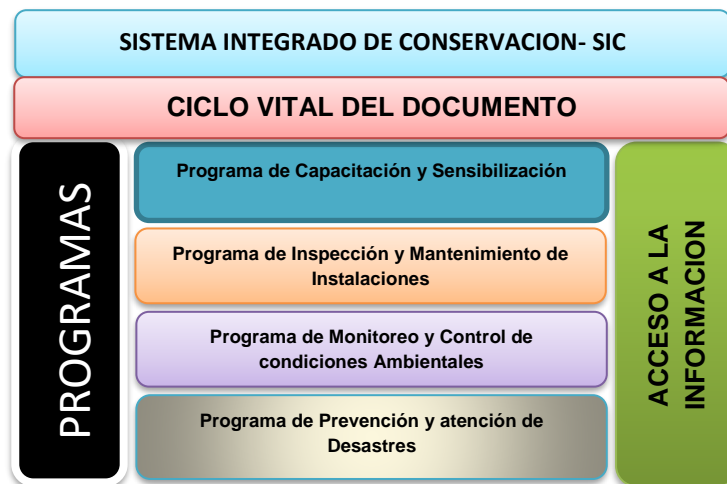 SISTEMA INTEGRADO DE CONSERVACION- SIC
CICLO VITAL DEL DOCUMENTO
PROGRAMAS
Programa de Capacitación y Sensibilización
Programa de Inspección y Mantenimiento de
Instalaciones
Programa de Monitoreo y Control de
condiciones Ambientales
Programa de Prevención y atención de
Desastres
ACCESO A LA
INFORMACION